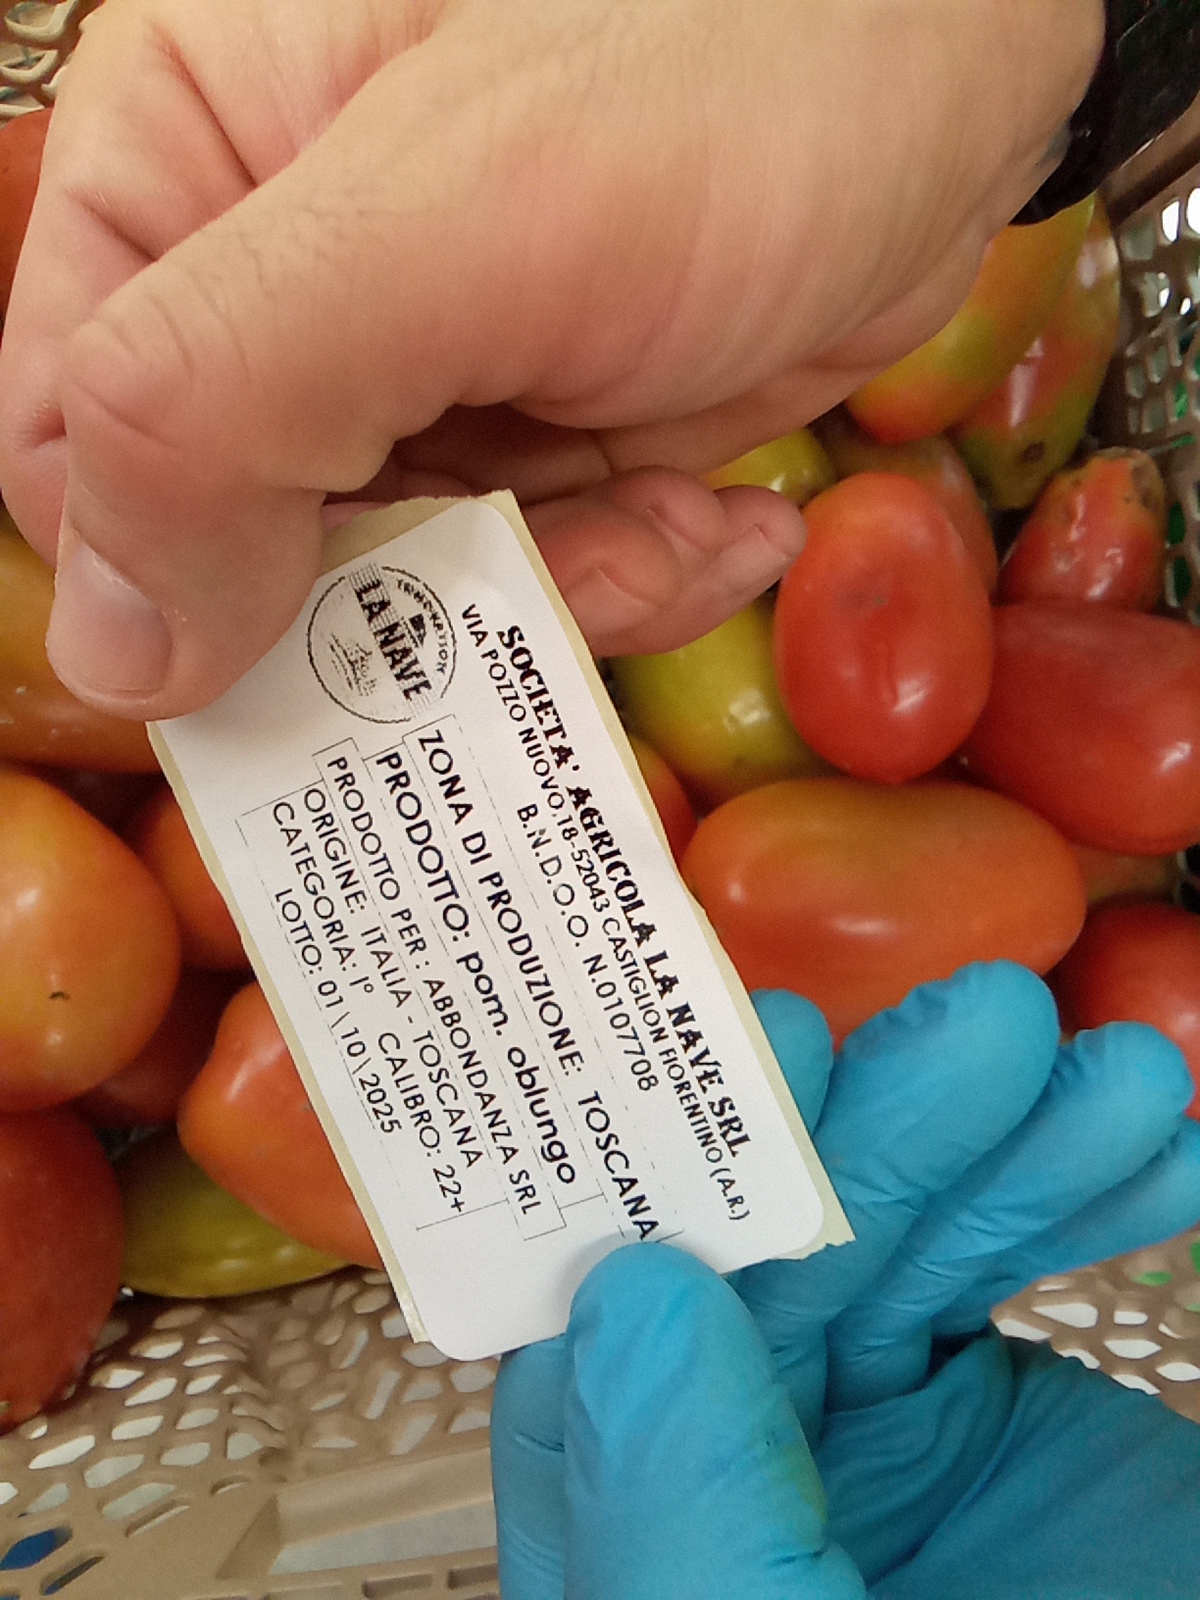 LA NAVE
SOCIETA' AGRICOLA LA NAVE SRL
VIA POZZO NUOVO,18-52043 CASTIGLION FIORENTINO (A.R.)
B.N.D.O.O. N.0107708
ZONA DI PRODUZIONE: TOSCANA
PRODOTTO: pom. oblungo
PRODOTTO PER : ABBONDANZA SRL
ORIGINE: ITALIA - TOSCANA
CATEGORIA: I° CALIBRO: 22+
LOTTO: 01\10\2025